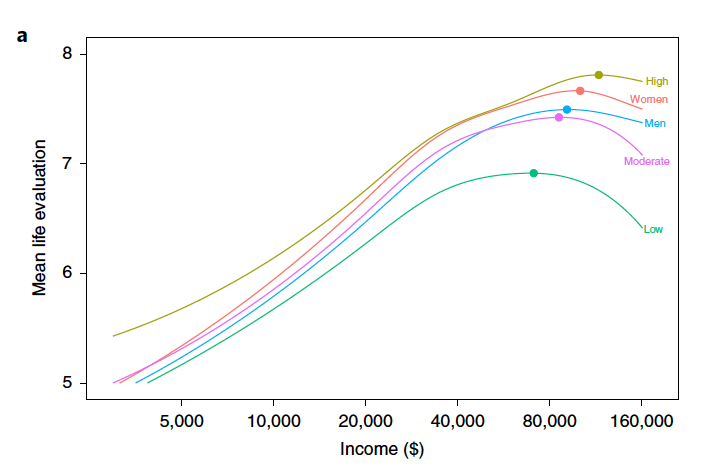 a
Mean life evaluation
8
7
6
5
High
Women
Men
Moderate
Low
5,000 10,000 20,000 40,000 80,000 160,000
Income ($)